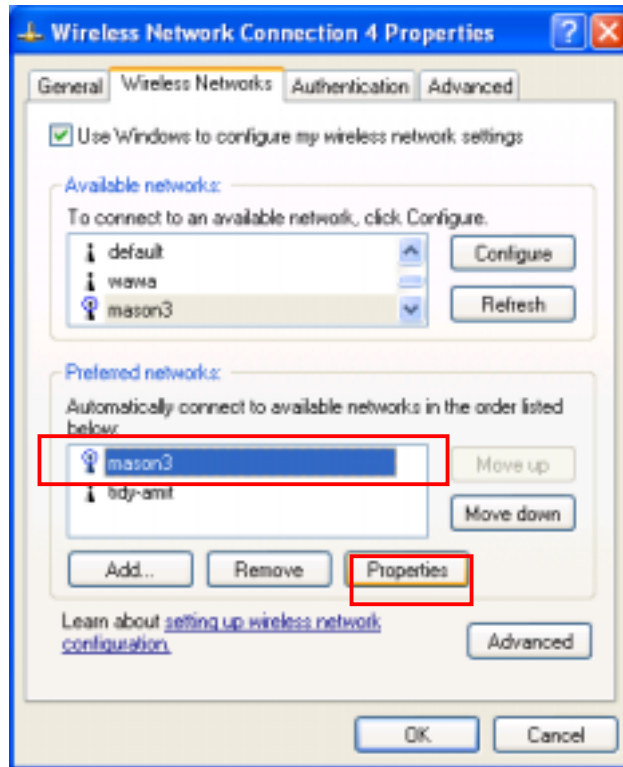 Wireless Network Connection 4 Properties
General Wireless Networks Authentication Advanced
Use Windows to configure my wireless network settings
Available networks:
To connect to an available network, click Configure.
default
wawa
mason3
Configure
Refresh
Preferred networks:
Automatically connect to available networks in the order listed
below:
mason3
tidy-amit
Move up
Move down
Add... Remove Properties
Learn about setting up wireless network
configuration.
Advanced
OK Cancel